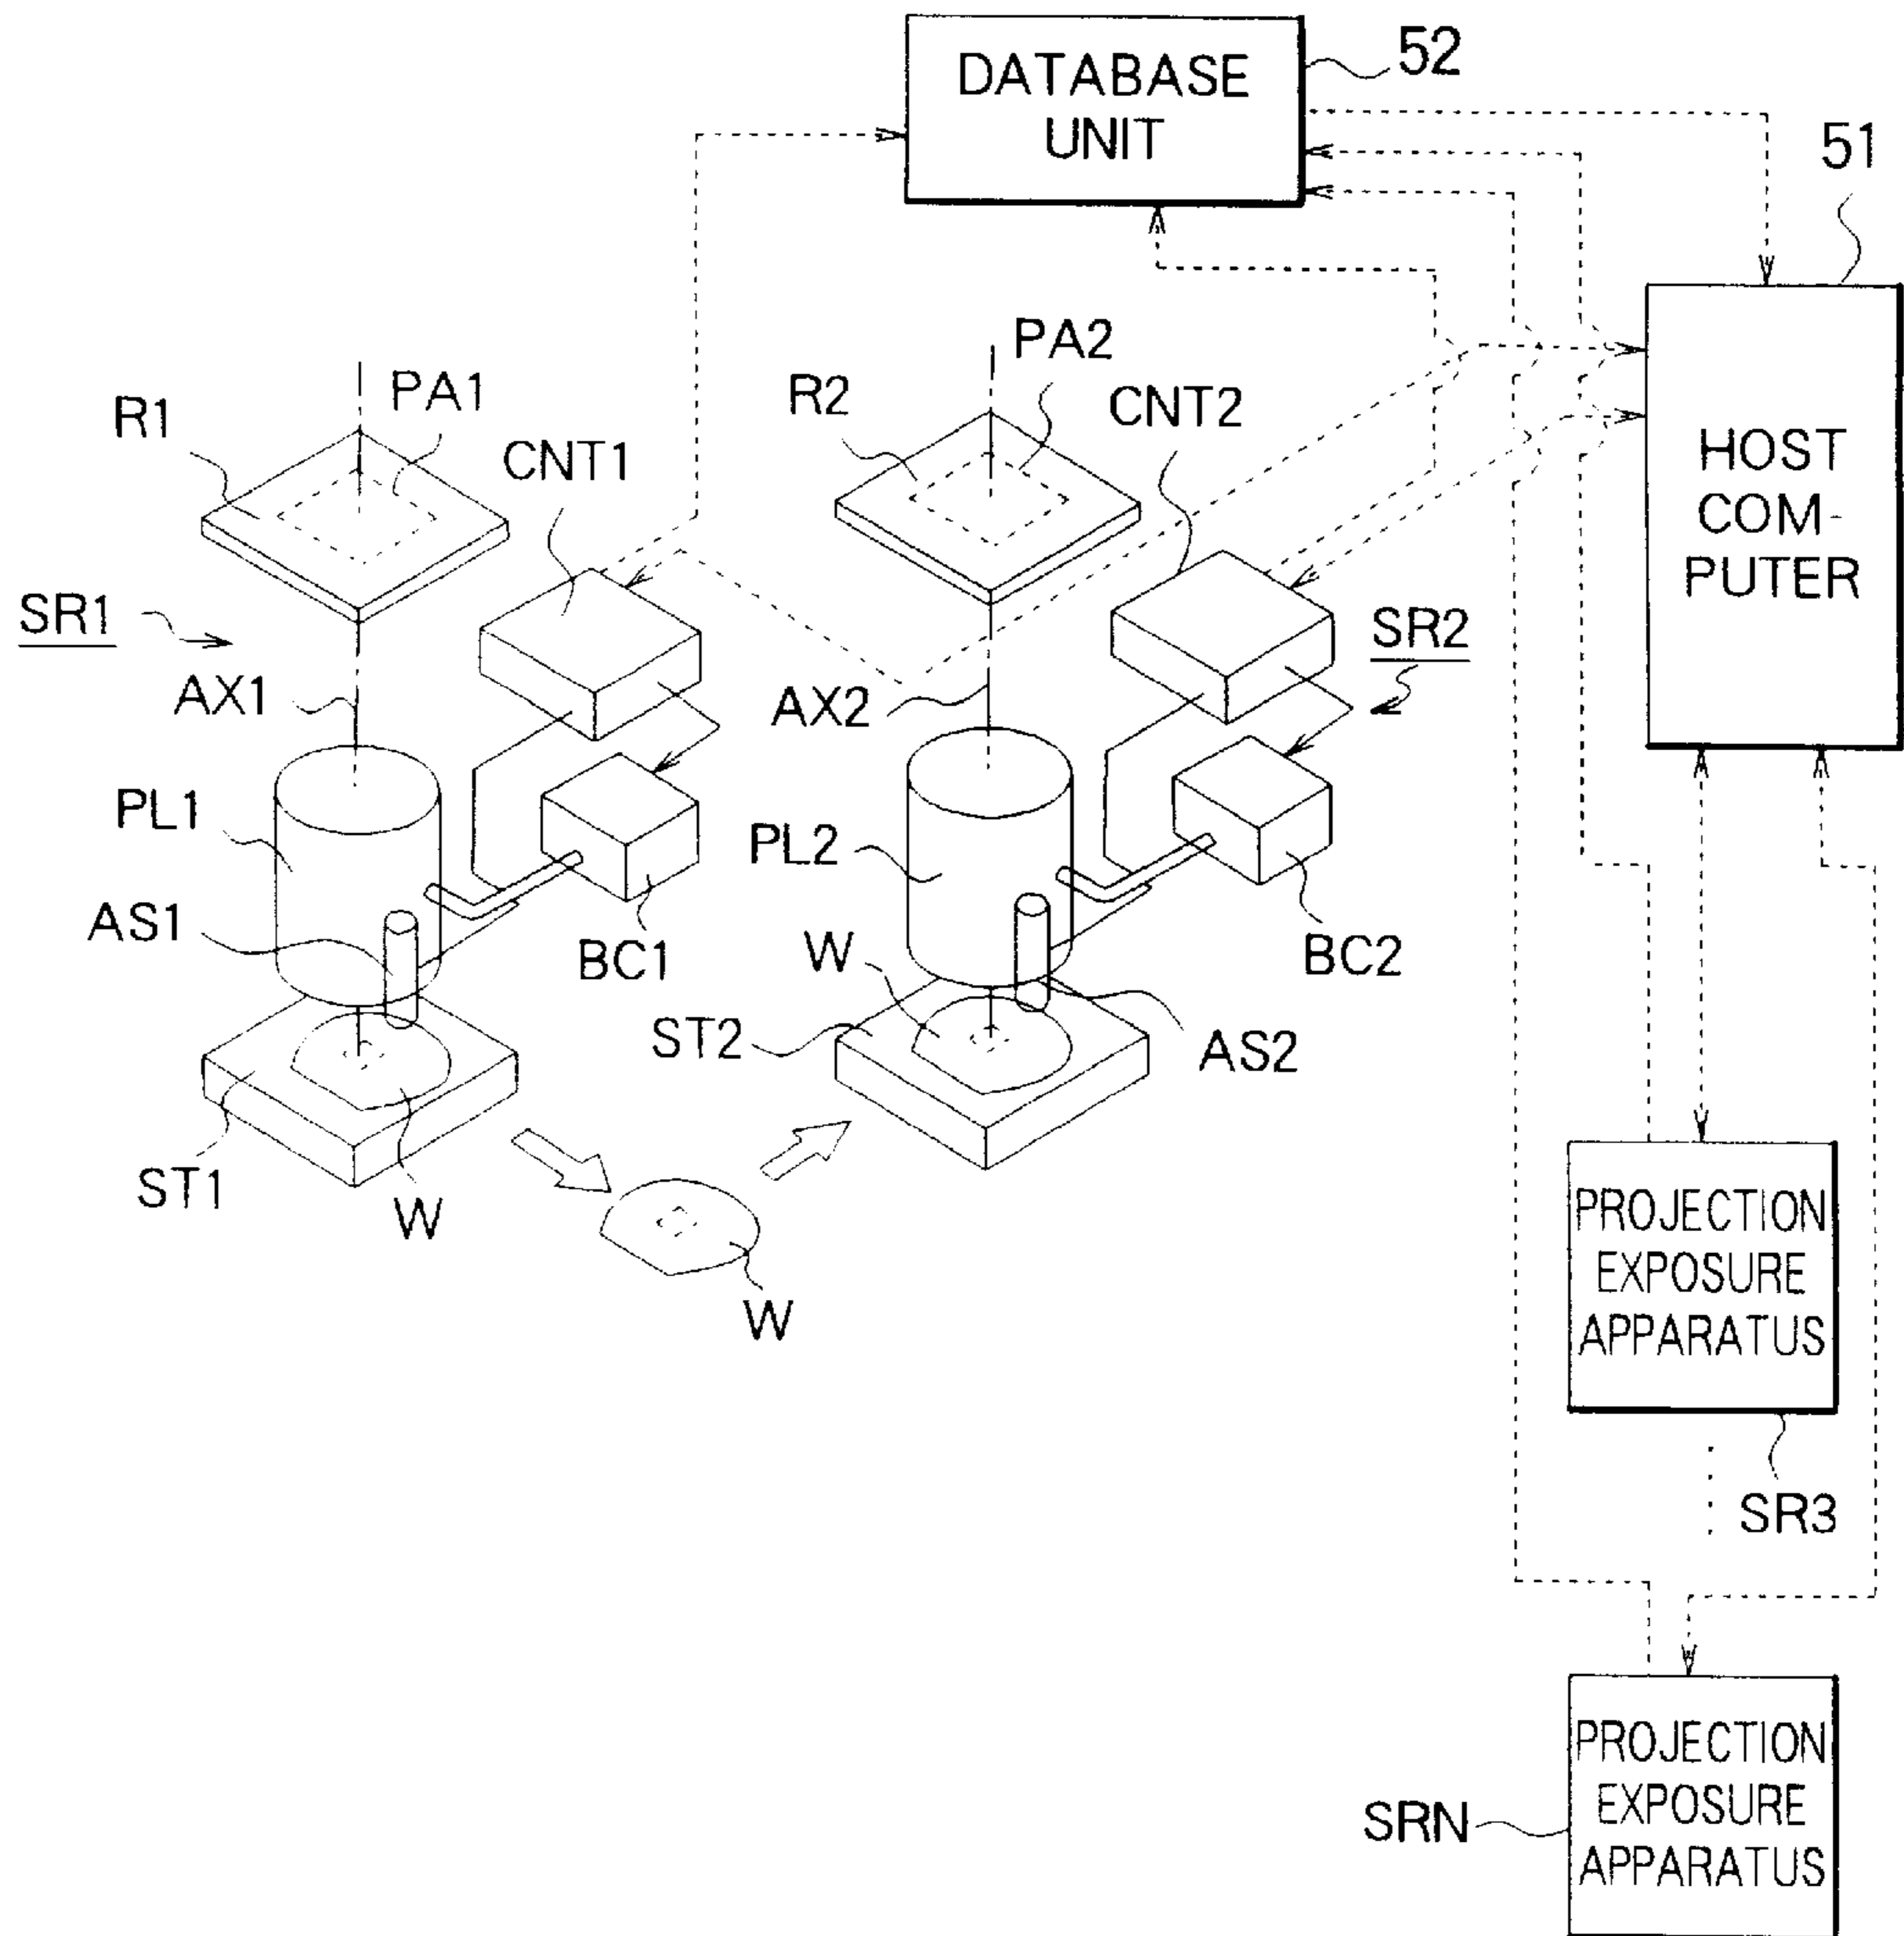 DATABASE
UNIT
52
51
HOST
COM-
PUTER
PA1
R1
CNT1
PA2
R2
CNT2
SR1
AX1
AX2
SR2
PL1
PL2
AS1
BC1
W
BC2
ST2
AS2
ST1
W
W
PROJECTION
EXPOSURE
APPARATUS
SR3
SRN
PROJECTION
EXPOSURE
APPARATUS